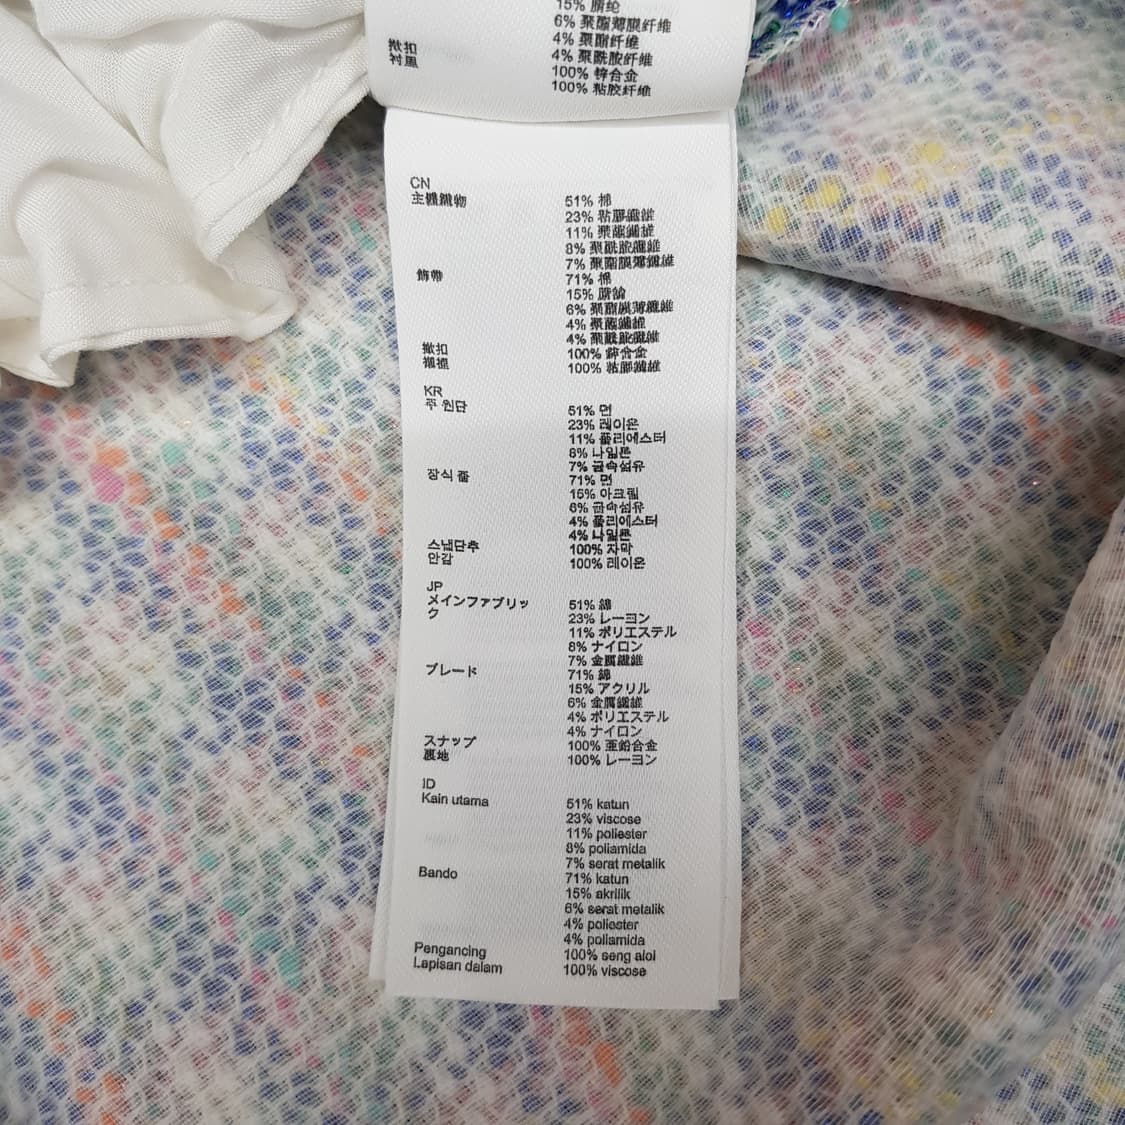 15% 腈纶
6% 聚酯薄膜纤维
4% 聚酯纤维
4% 聚酰胺纤维
揿扣 100% 锌合金
衬里 100% 粘胶纤维
CN
主體織物 51% 棉
23% 粘膠纖維
11% 聚酯纖維
8% 聚酰胺纖維
7% 聚酯膜薄纖維
飾帶 71% 棉
15% 腈綸
6% 聚酯膜薄纖維
4% 聚酯纖維
4% 聚酰胺纖維
撳扣 100% 鋅合金
100% 粘膠纖維
KR
주 원단 51% 면
23% 레이온
11% 폴리에스터
8% 나일론
7% 금속섬유
장식 줄 71% 면
15% 아크릴
6% 금속섬유
4% 폴리에스터
4% 나일론
스냅단추 100% 자막
안감 100% 레이온
JP
メインファブリッ 51% 綿
ク 23% レーヨン
11% ポリエステル
8% ナイロン
7% 金属繊維
ブレード 71% 綿
15% アクリル
6% 金属繊維
4% ポリエステル
4% ナイロン
スナップ 100% 亜鉛合金
裏地 100% レーヨン
ID
Kain utama 51% katun
23% viscose
11% poliester
8% poliamida
7% serat metalik
Bando 71% katun
15% akrilik
6% serat metalik
4% poliester
4% poliamida
Pengancing 100% seng aloi
Lapisan dalam 100% viscose